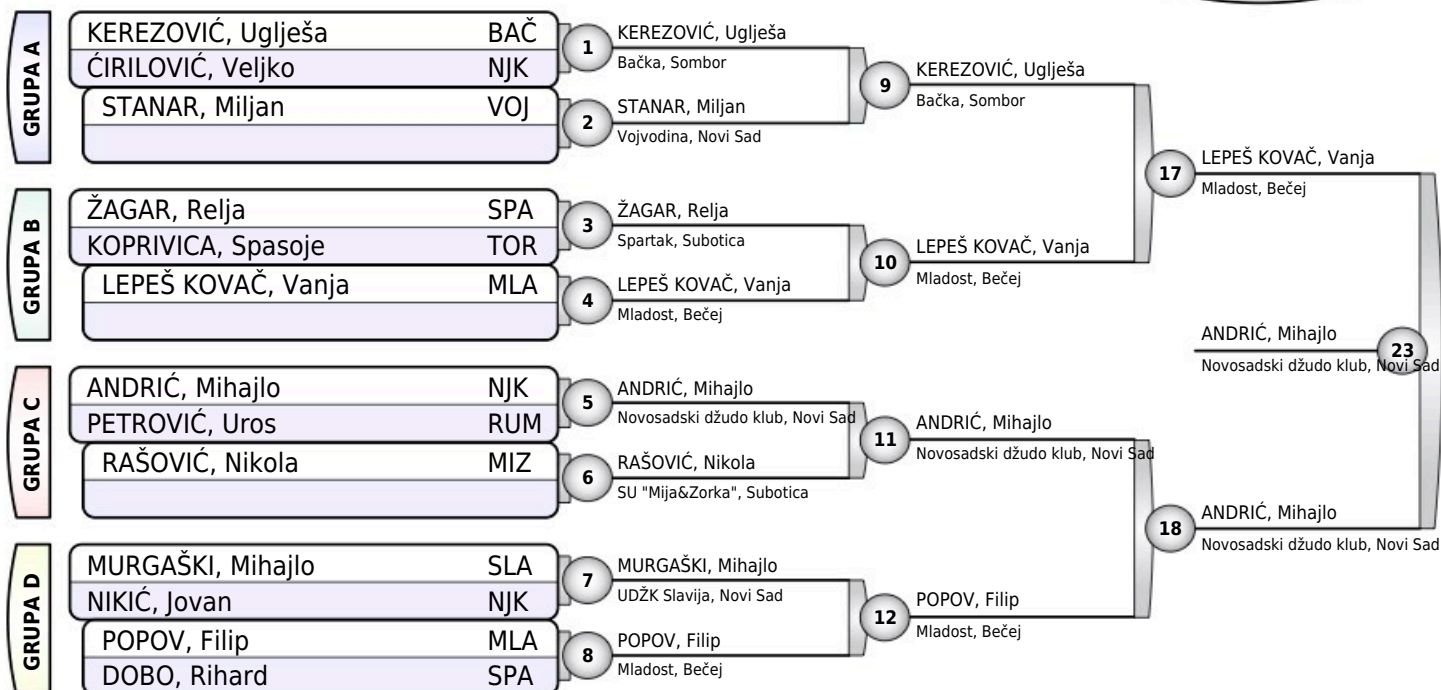 GRUPA A
KEREZOVIĆ, Uglješa BAČ
ĆIRILOVIĆ, Veljko NJK
STANAR, Miljan VOJ
1
KEREZOVIĆ, Uglješa
Bačka, Sombor
2
STANAR, Miljan
Vojvodina, Novi Sad
9
KEREZOVIĆ, Uglješa
Bačka, Sombor
GRUPA B
ŽAGAR, Relja SPA
KOPRIVICA, Spasoje TOR
LEPEŠ KOVAČ, Vanja MLA
3
ŽAGAR, Relja
Spartak, Subotica
4
LEPEŠ KOVAČ, Vanja
Mladost, Bečej
10
LEPEŠ KOVAČ, Vanja
Mladost, Bečej
17
LEPEŠ KOVAČ, Vanja
Mladost, Bečej
GRUPA C
ANDRIĆ, Mihajlo NJK
PETROVIĆ, Uros RUM
RAŠOVIĆ, Nikola MIZ
5
ANDRIĆ, Mihajlo
Novosadski džudo klub, Novi Sad
6
RAŠOVIĆ, Nikola
SU "Mija&Zorka", Subotica
11
ANDRIĆ, Mihajlo
Novosadski džudo klub, Novi Sad
GRUPA D
MURGAŠKI, Mihajlo SLA
NIKIĆ, Jovan NJK
POPOV, Filip MLA
DOBO, Rihard SPA
7
MURGAŠKI, Mihajlo
UDŽK Slavija, Novi Sad
8
POPOV, Filip
Mladost, Bečej
12
POPOV, Filip
Mladost, Bečej
18
ANDRIĆ, Mihajlo
Novosadski džudo klub, Novi Sad
23
ANDRIĆ, Mihajlo
Novosadski džudo klub, Novi Sad